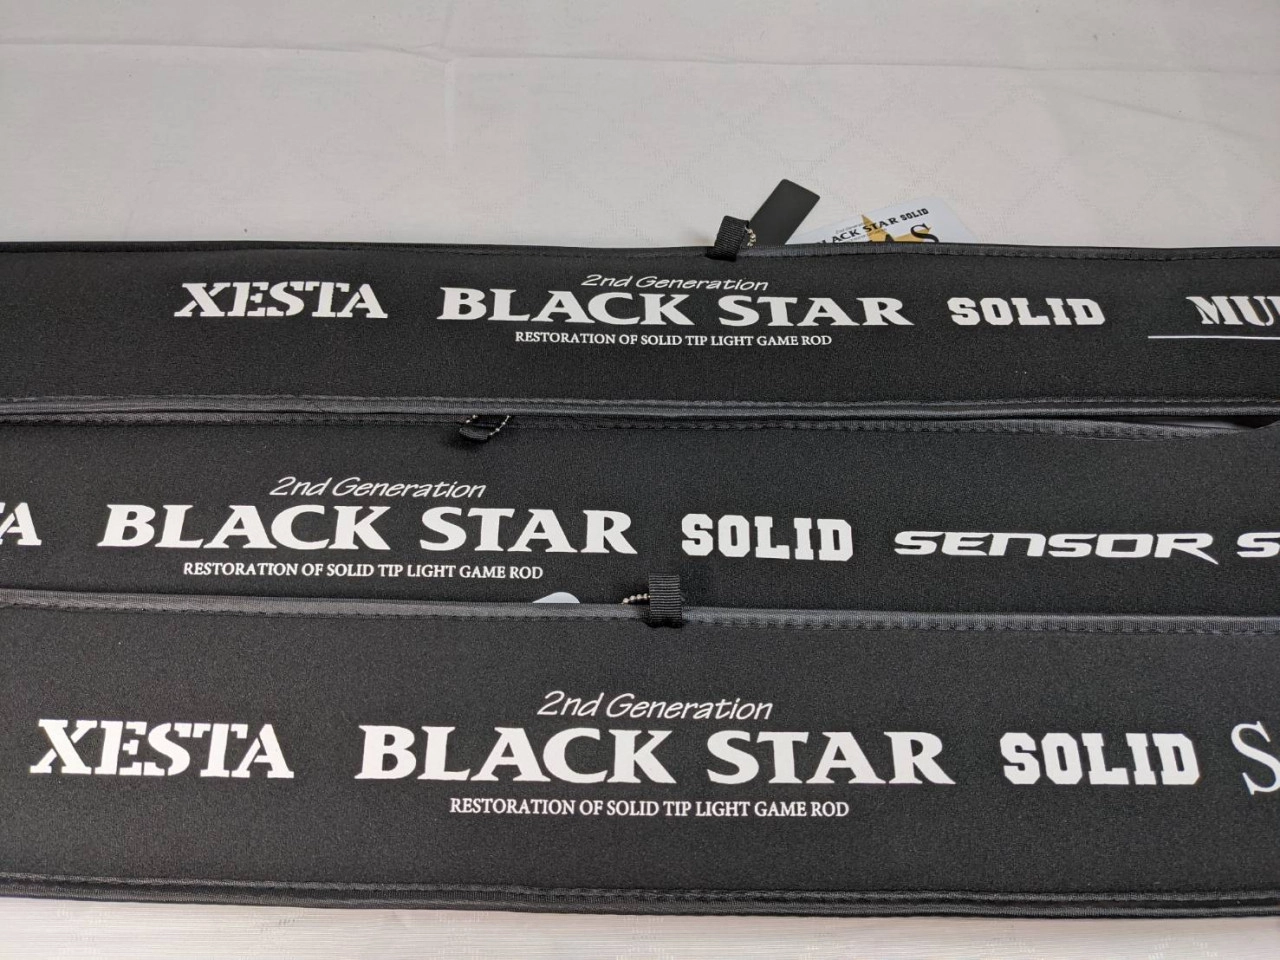 BLACK STAR SOLID
2nd Generation
XESTA BLACK STAR SOLID
RESTORATION OF SOLID TIP LIGHT GAME ROD
2nd Generation
BLACK STAR SOLID SENSOR
RESTORATION OF SOLID TIP LIGHT GAME ROD
2nd Generation
XESTA BLACK STAR SOLID
RESTORATION OF SOLID TIP LIGHT GAME ROD